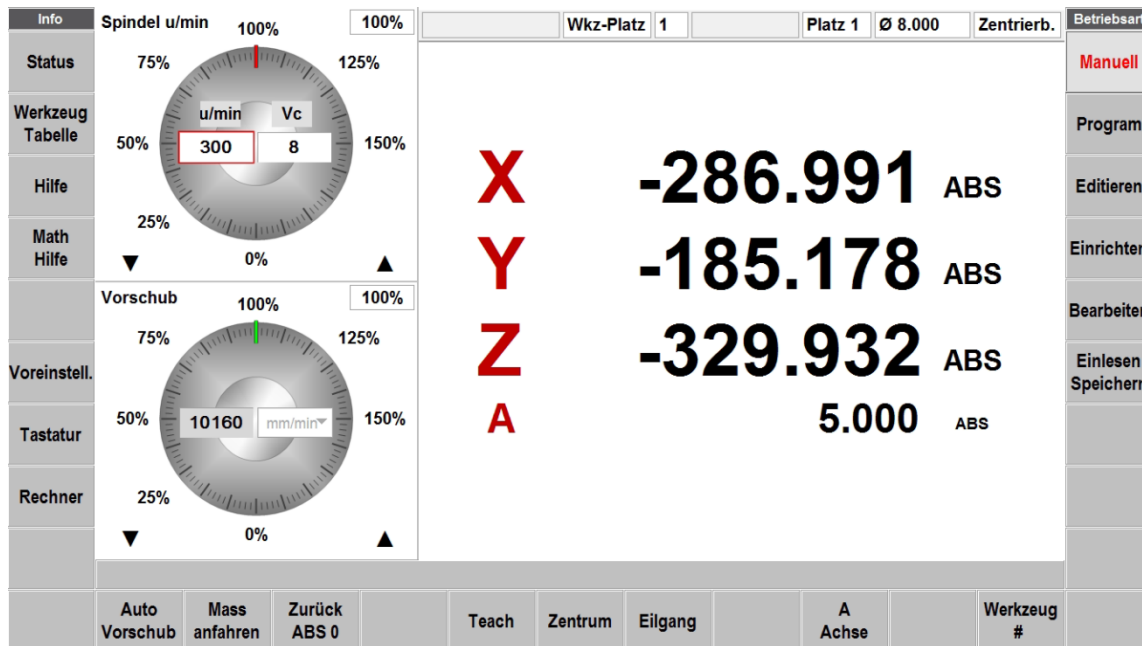 Info
Status
Werkzeug
Tabelle
Hilfe
Math
Hilfe
Voreinstell.
Tastatur
Rechner
Spindel u/min
100%
100%
75%
125%
u/min
Vc
50%
300
8
150%
25%
0%
▼
▲
Vorschub
100%
100%
75%
125%
50%
10160
mm/min
150%
25%
0%
▼
▲
Wkz-Platz 1
Platz 1
Ø 8.000
Zentrierb.
X -286.991 ABS
Y -185.178 ABS
Z -329.932 ABS
A 5.000 ABS
Betriebsart
Manuell
Program
Editieren
Einrichten
Bearbeiten
Einlesen
Speichern
Auto
Vorschub
Mass
anfahren
Zurück
ABS 0
Teach
Zentrum
Eilgang
A
Achse
Werkzeug
#